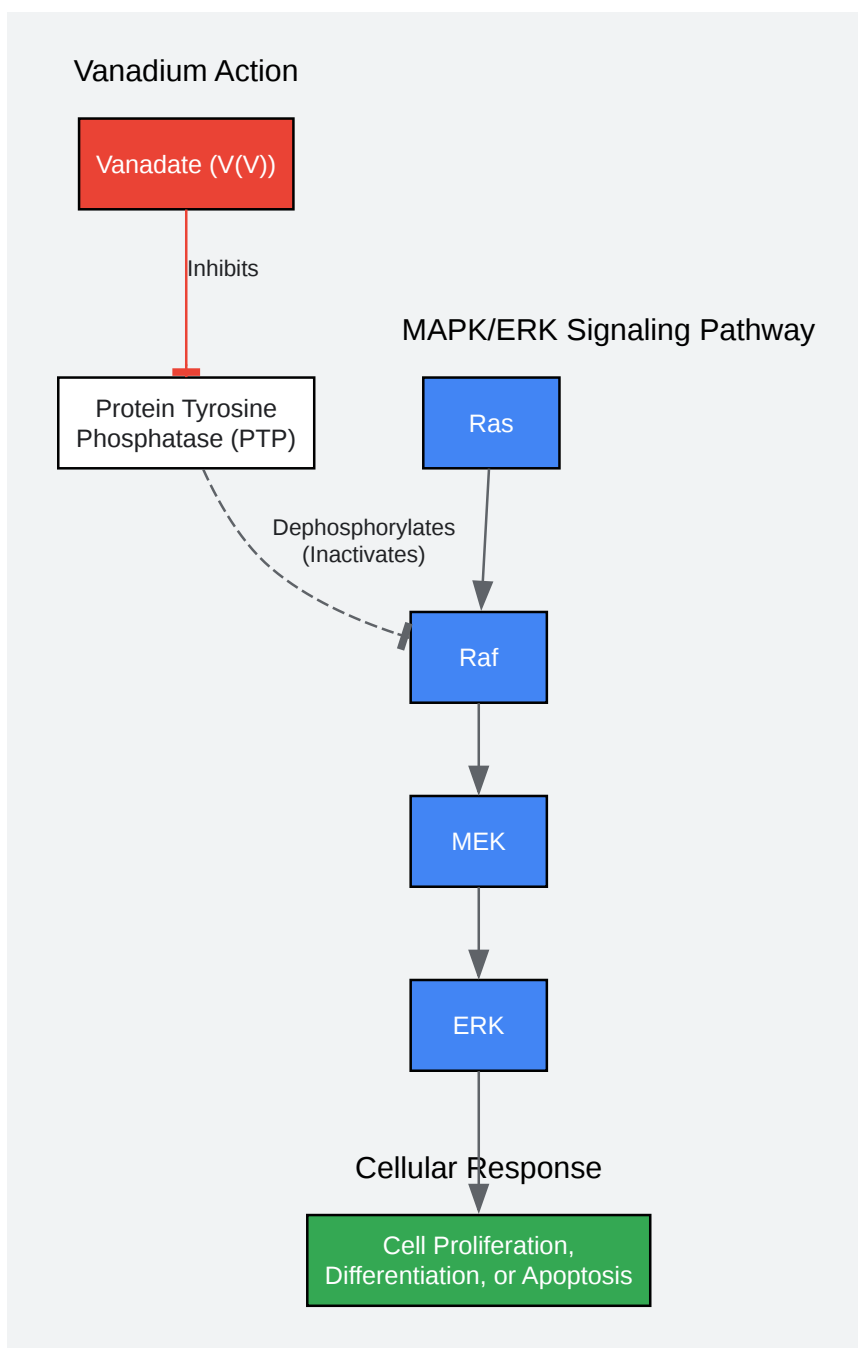 Vanadium Action
Vanadate (V(V))
Inhibits
MAPK/ERK Signaling Pathway
Protein Tyrosine
Phosphatase (PTP)
Ras
Dephosphorylates
(Inactivates)
Raf
MEK
ERK
Cellular Response
Cell Proliferation,
Differentiation, or Apoptosis